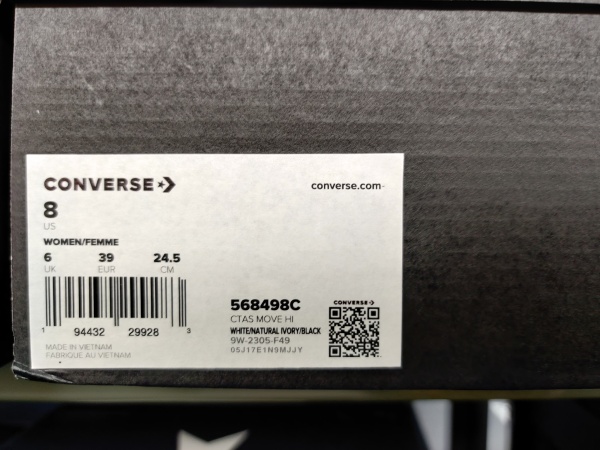 CONVERSE
converse.com
8
US
WOMEN/FEMME
6 39 24.5
UK EUR CM
1 94432 29928 3
MADE IN VIETNAM
FABRIQUE AU VIETNAM
568498C
CTAS MOVE HI
WHITE/NATURAL IVORY/BLACK
9W-2305-F49
05J17E1N9MJJY
CONVERSE